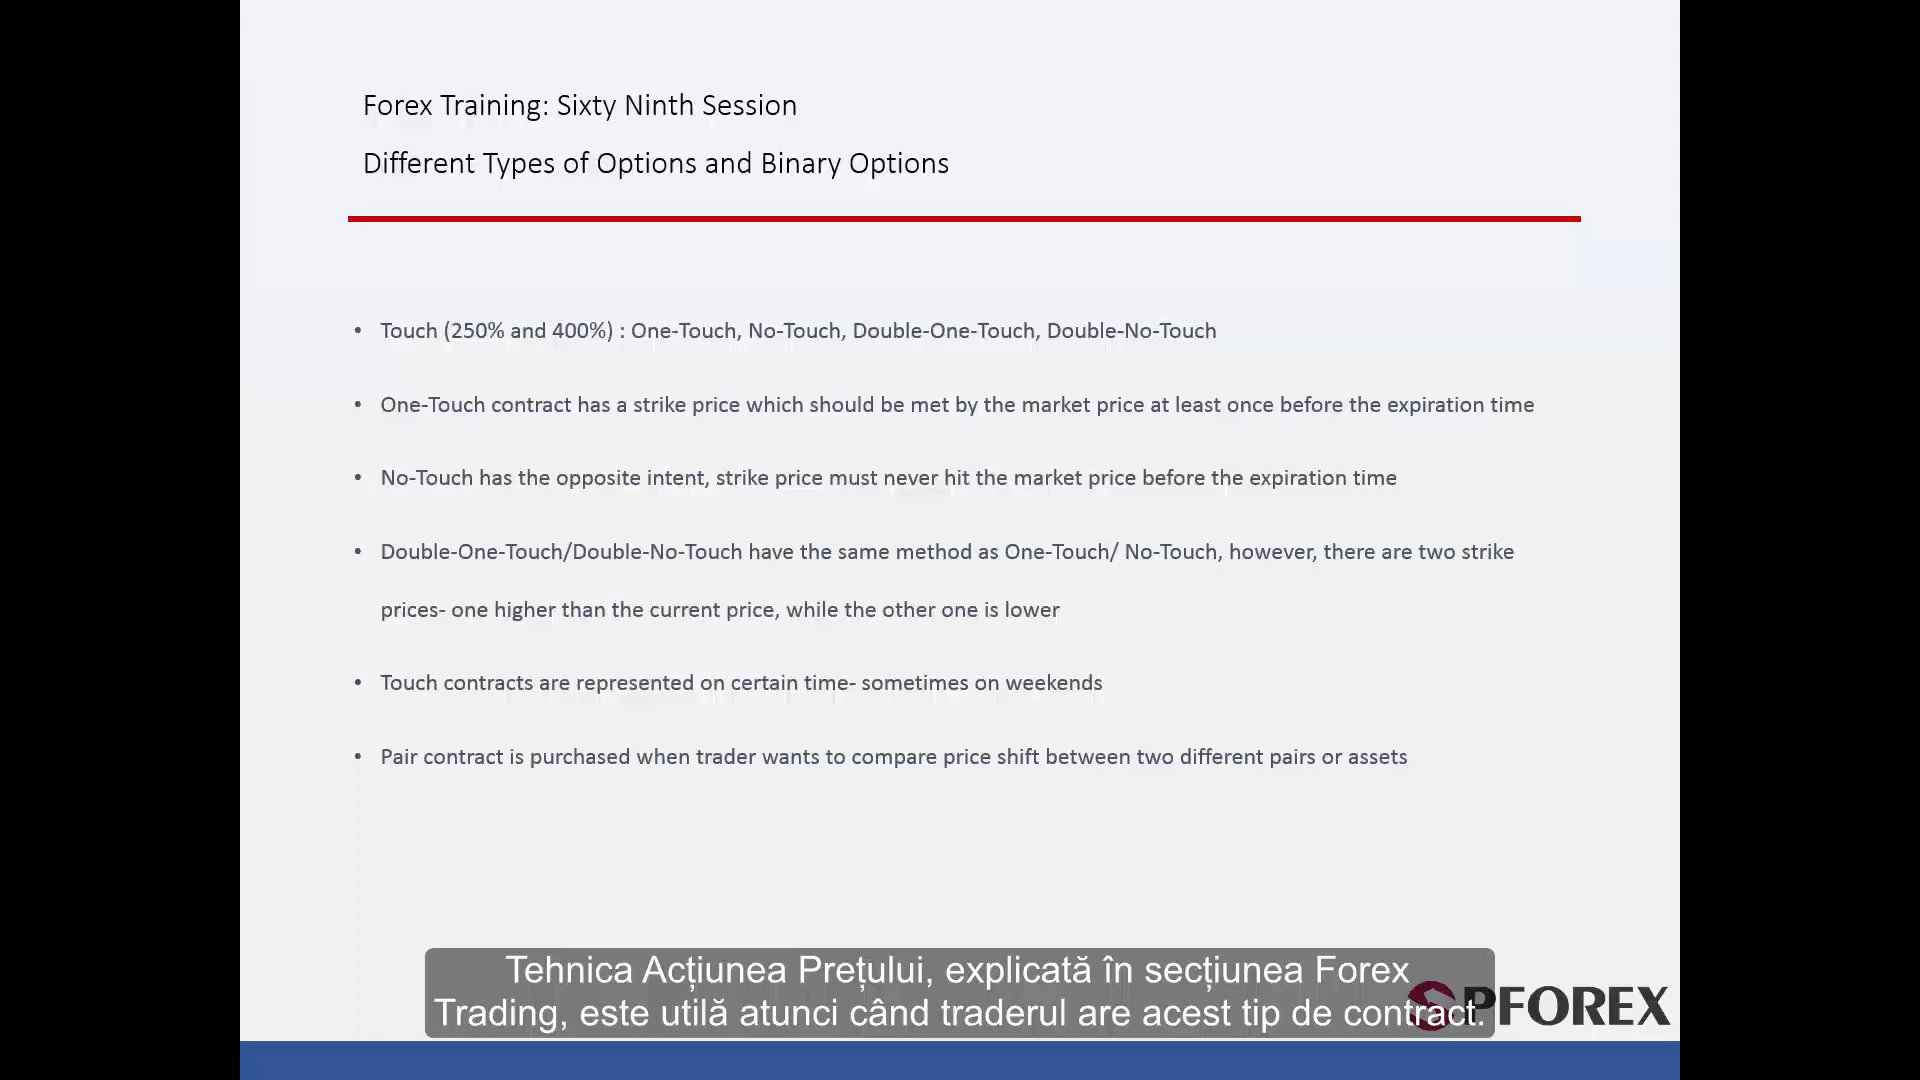 Forex Training: Sixty Ninth Session
Different Types of Options and Binary Options
• Touch (250% and 400%) : One-Touch, No-Touch, Double-One-Touch, Double-No-Touch
• One-Touch contract has a strike price which should be met by the market price at least once before the expiration time
• No-Touch has the opposite intent, strike price must never hit the market price before the expiration time
• Double-One-Touch/Double-No-Touch have the same method as One-Touch/ No-Touch, however, there are two strike
prices- one higher than the current price, while the other one is lower
• Touch contracts are represented on certain time- sometimes on weekends
• Pair contract is purchased when trader wants to compare price shift between two different pairs or assets
Tehnica Acțiunea Prețului, explicată în secțiunea Forex
Trading, este utilă atunci când traderul are acest tip de contract.
PFOREX